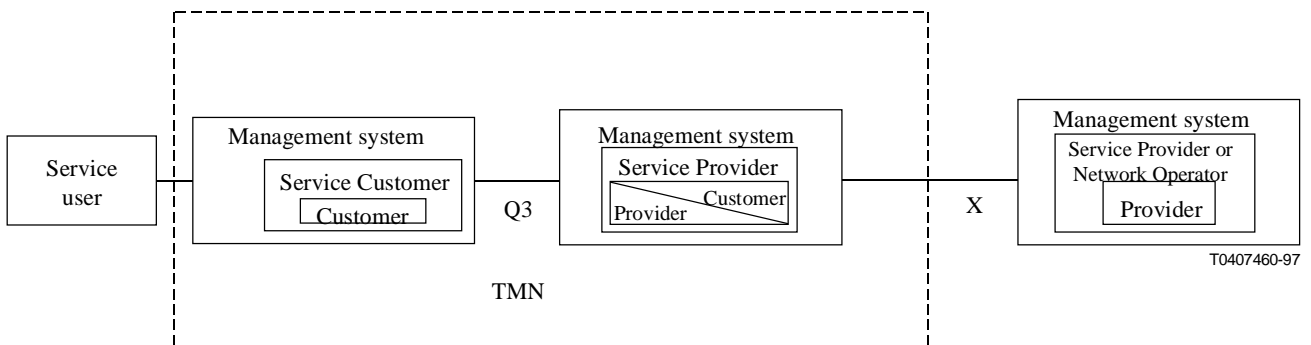 Service
user
Management system
Service Customer
Customer
Q3
Management system
Service Provider
Customer
Provider
X
Management system
Service Provider or
Network Operator
Provider
T0407460-97
TMN